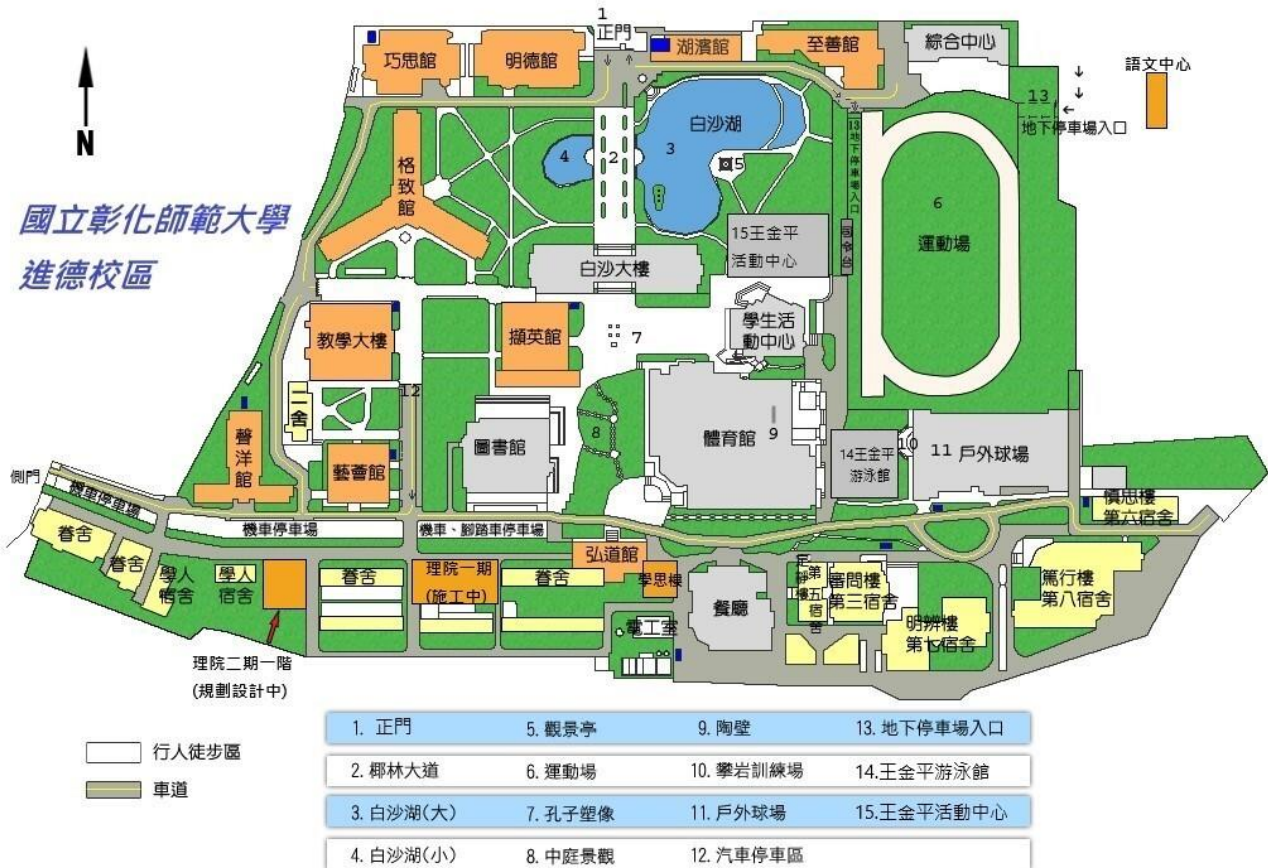 1
正門
巧思館
明德館
湖濱館
至善館
綜合中心
語文中心
13
地下停車場入口
N
格致館
白沙湖
4
2
3
5
13地下停車場入口
6
運動場
國立彰化師範大學
進德校區
15王金平
活動中心
司令台
白沙大樓
教學大樓
擷英館
7
學生活
動中心
12
二舍
聲洋館
藝薈館
圖書館
8
體育館
9
14王金平
游泳館
10
11 戶外球場
側門
機車停車場
機車停車場
機車、腳踏車停車場
慎思樓
第六宿舍
眷舍
眷舍
學人
宿舍
學人
宿舍
眷舍
理院一期
(施工中)
眷舍
弘道館
學思樓
餐廳
電工室
第五宿舍
審問樓
第三宿舍
明辨樓
第七宿舍
篤行樓
第八宿舍
理院二期一階
(規劃設計中)
行人徒步區
車道
1. 正門 5. 觀景亭 9. 陶壁 13. 地下停車場入口
2. 椰林大道 6. 運動場 10. 攀岩訓練場 14.王金平游泳館
3. 白沙湖(大) 7. 孔子塑像 11. 戶外球場 15.王金平活動中心
4. 白沙湖(小) 8. 中庭景觀 12. 汽車停車區